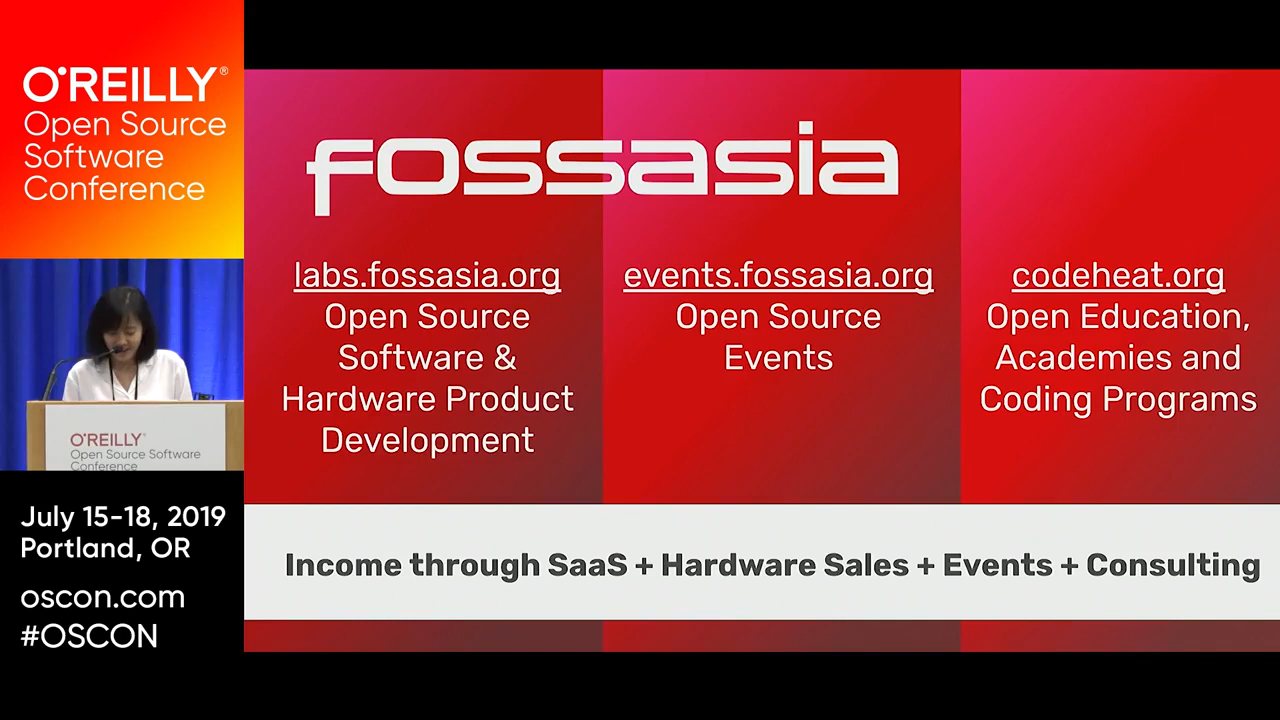 O'REILLY®
Open Source
Software
Conference
O'REILLY®
Open Source Software
Conference
July 15-18, 2019
Portland, OR
oscon.com
#OSCON
fossasia
labs.fossasia.org
Open Source
Software &
Hardware Product
Development
events.fossasia.org
Open Source
Events
codeheat.org
Open Education,
Academies and
Coding Programs
Income through SaaS + Hardware Sales + Events + Consulting